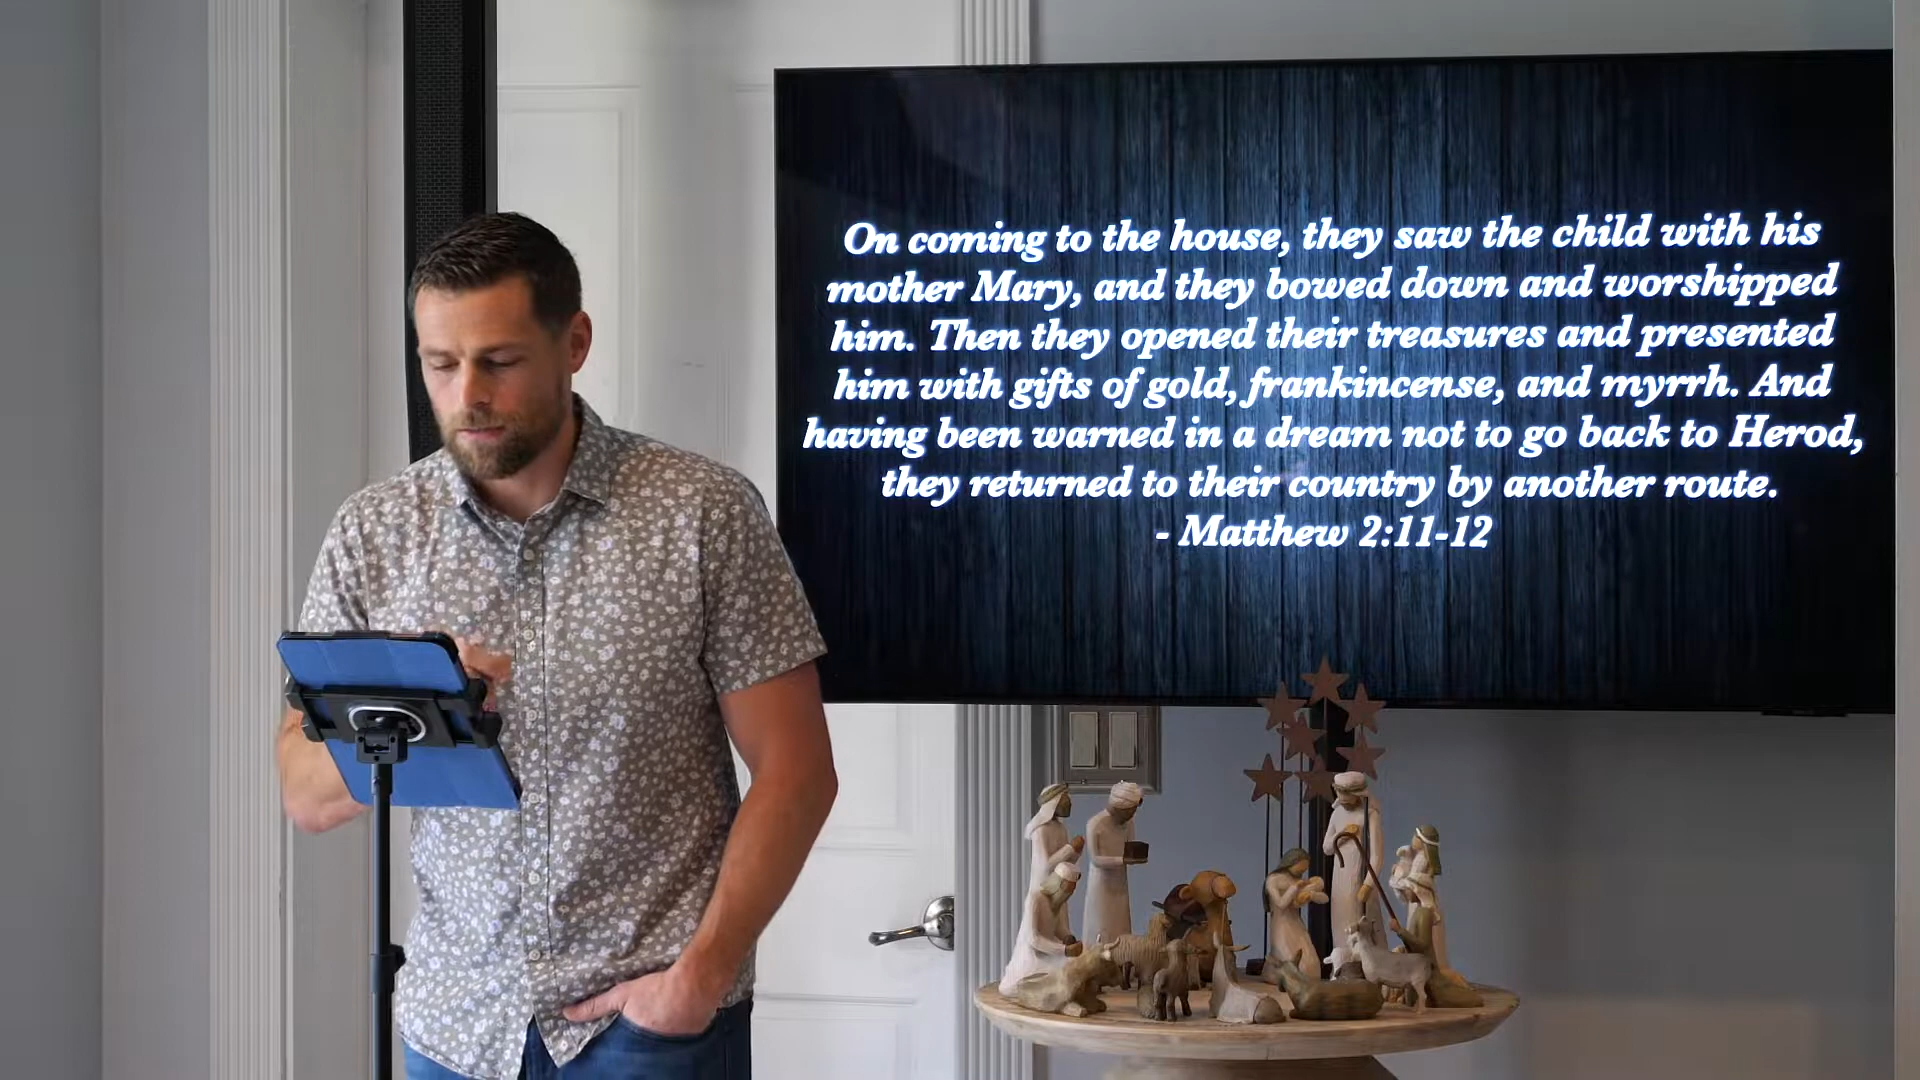 On coming to the house, they saw the child with his
mother Mary, and they bowed down and worshipped
him. Then they opened their treasures and presented
him with gifts of gold, frankincense, and myrrh. And
having been warned in a dream not to go back to Herod,
they returned to their country by another route.
- Matthew 2:11-12